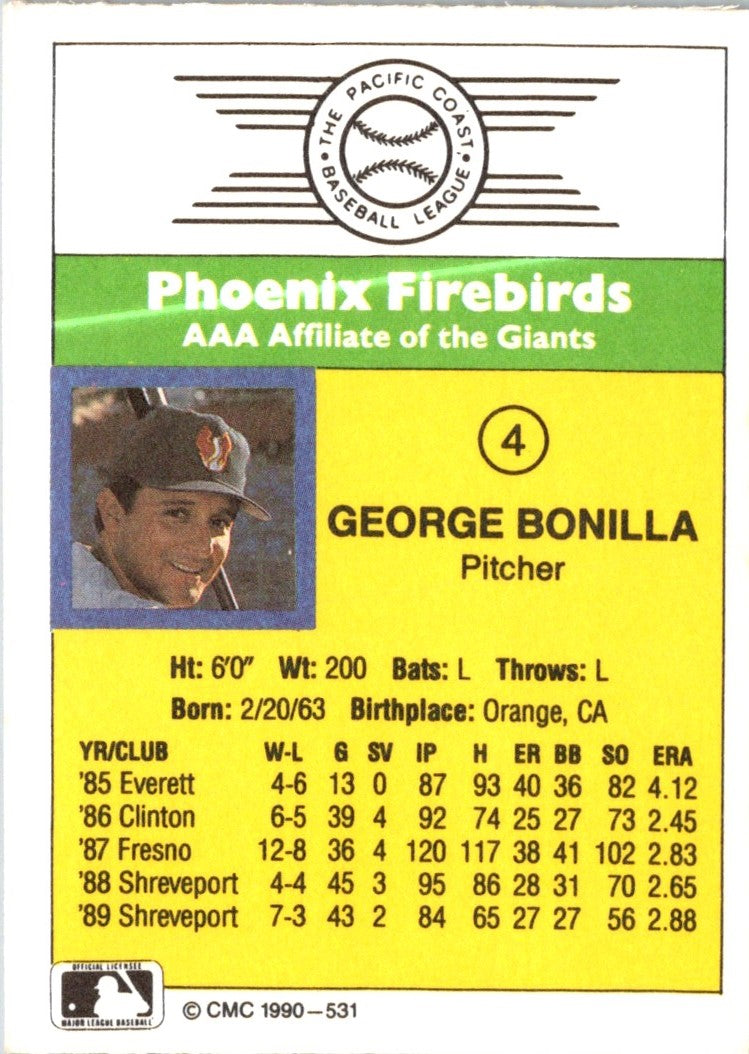 THE PACIFIC COAST
BASEBALL LEAGUE
Phoenix Firebirds
AAA Affiliate of the Giants
4
GEORGE BONILLA
Pitcher
Ht: 6'0" Wt: 200 Bats: L Throws: L
Born: 2/20/63 Birthplace: Orange, CA
YR/CLUB W-L G SV IP H ER BB SO ERA
'85 Everett 4-6 13 0 87 93 40 36 82 4.12
'86 Clinton 6-5 39 4 92 74 25 27 73 2.45
'87 Fresno 12-8 36 4 120 117 38 41 102 2.83
'88 Shreveport 4-4 45 3 95 86 28 31 70 2.65
'89 Shreveport 7-3 43 2 84 65 27 27 56 2.88
OFFICIAL LICENSEE
MAJOR LEAGUE BASEBALL
© CMC 1990–531